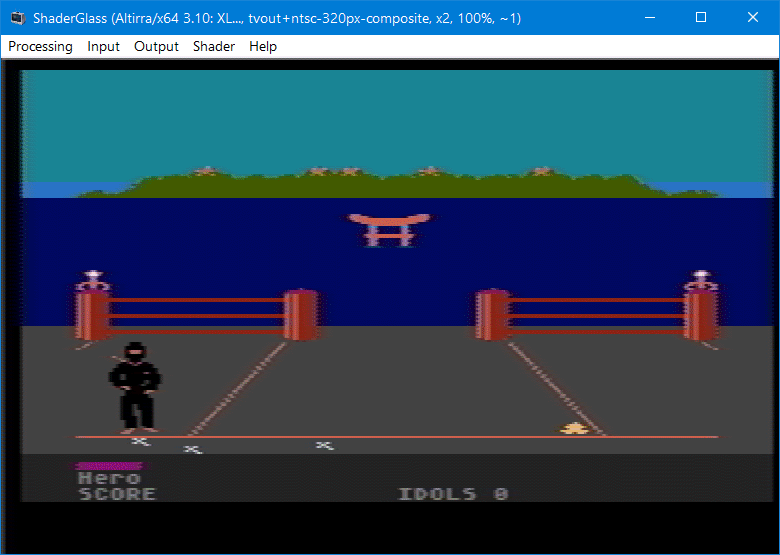 ShaderGlass (Altirra/x64 3.10: XL..., tvout+ntsc-320px-composite, x2, 100%, ~1)
Processing Input Output Shader Help
Hero
SCORE IDOLS 0